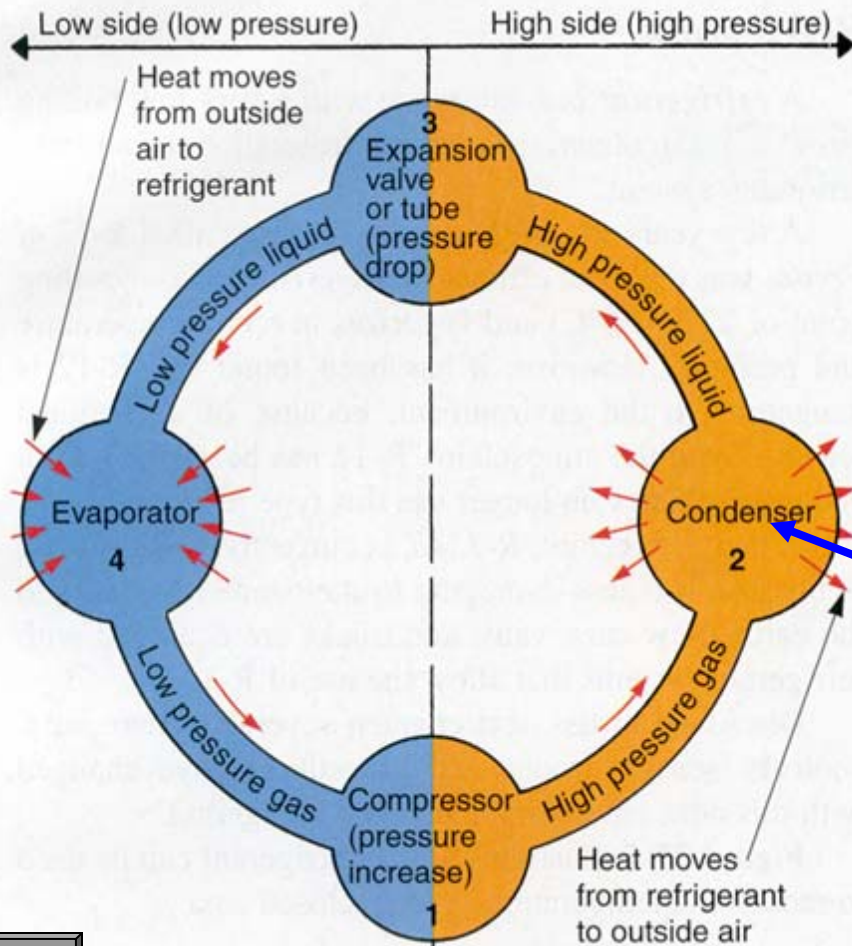 Low side (low pressure)
High side (high pressure)
Heat moves
from outside
air to
refrigerant
3
Expansion
valve
or tube
(pressure
drop)
Low pressure liquid
High pressure liquid
Evaporator
4
Condenser
2
Low pressure gas
High pressure gas
Compressor
(pressure
increase)
1
Heat moves
from refrigerant
to outside air